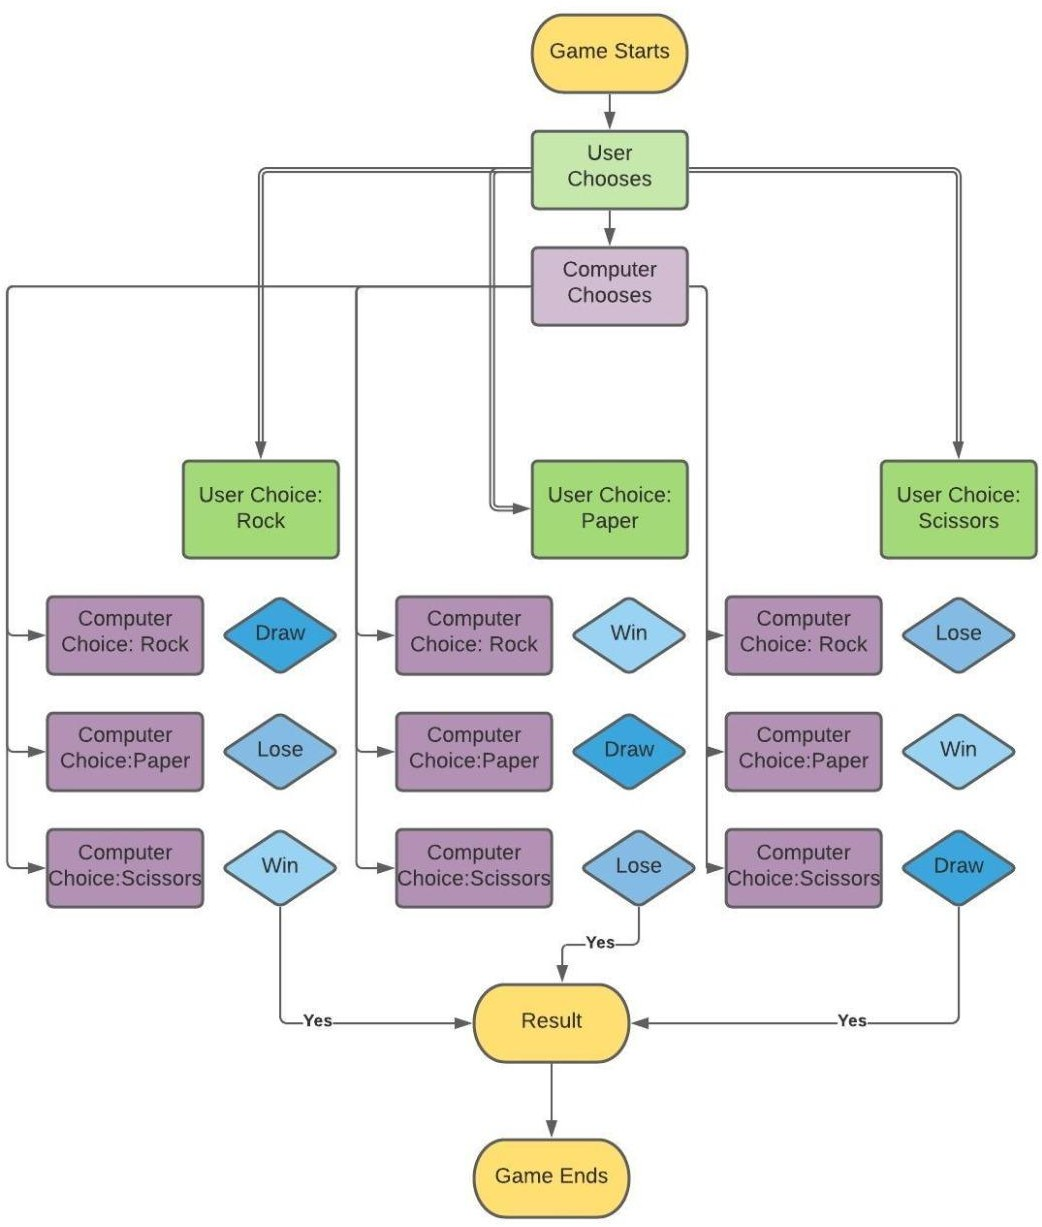 Game Starts
User
Chooses
Computer
Chooses
User Choice:
Rock
User Choice:
Paper
User Choice:
Scissors
Computer
Choice: Rock
Draw
Computer
Choice: Rock
Win
Computer
Choice: Rock
Lose
Computer
Choice:Paper
Lose
Computer
Choice:Paper
Draw
Computer
Choice:Paper
Win
Computer
Choice:Scissors
Win
Computer
Choice:Scissors
Lose
Computer
Choice:Scissors
Draw
Yes
Yes
Result
Yes
Game Ends